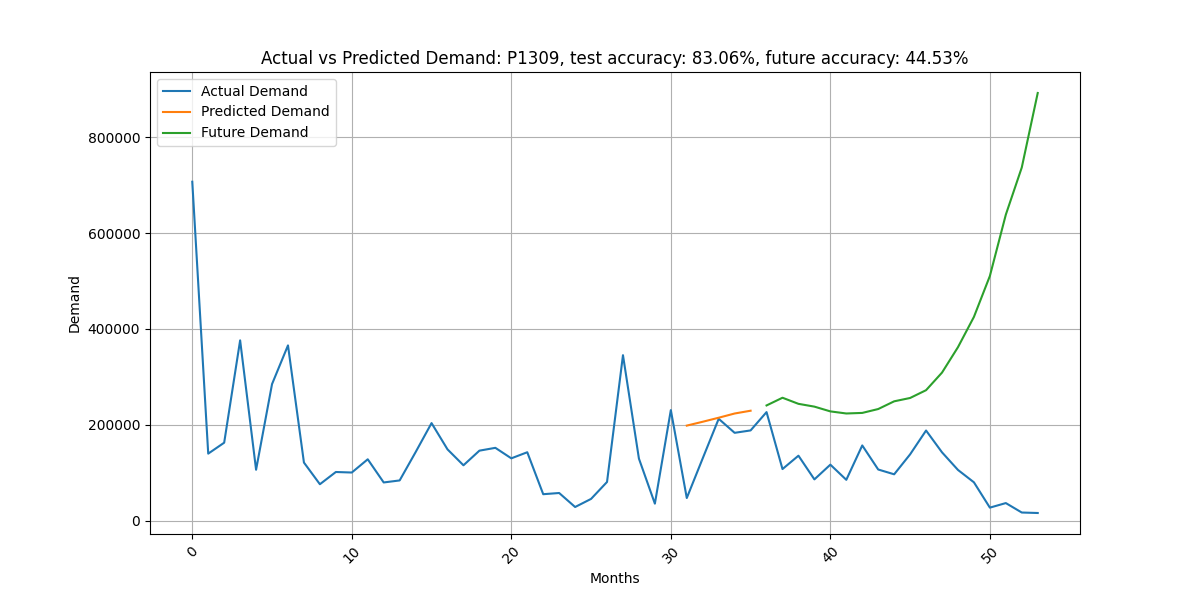 Actual vs Predicted Demand: P1309, test accuracy: 83.06%, future accuracy: 44.53%
Actual Demand
Predicted Demand
Future Demand
800000
600000
400000
200000
0
Demand
0 10 20 30 40 50
Months